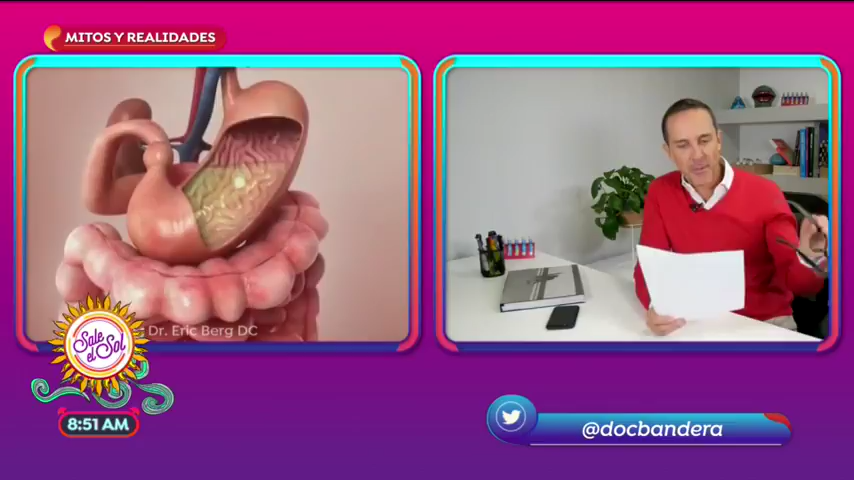 MITOS Y REALIDADES
Dr. Eric Berg DC
Sale
el Sol
8:51 AM
@docbandera